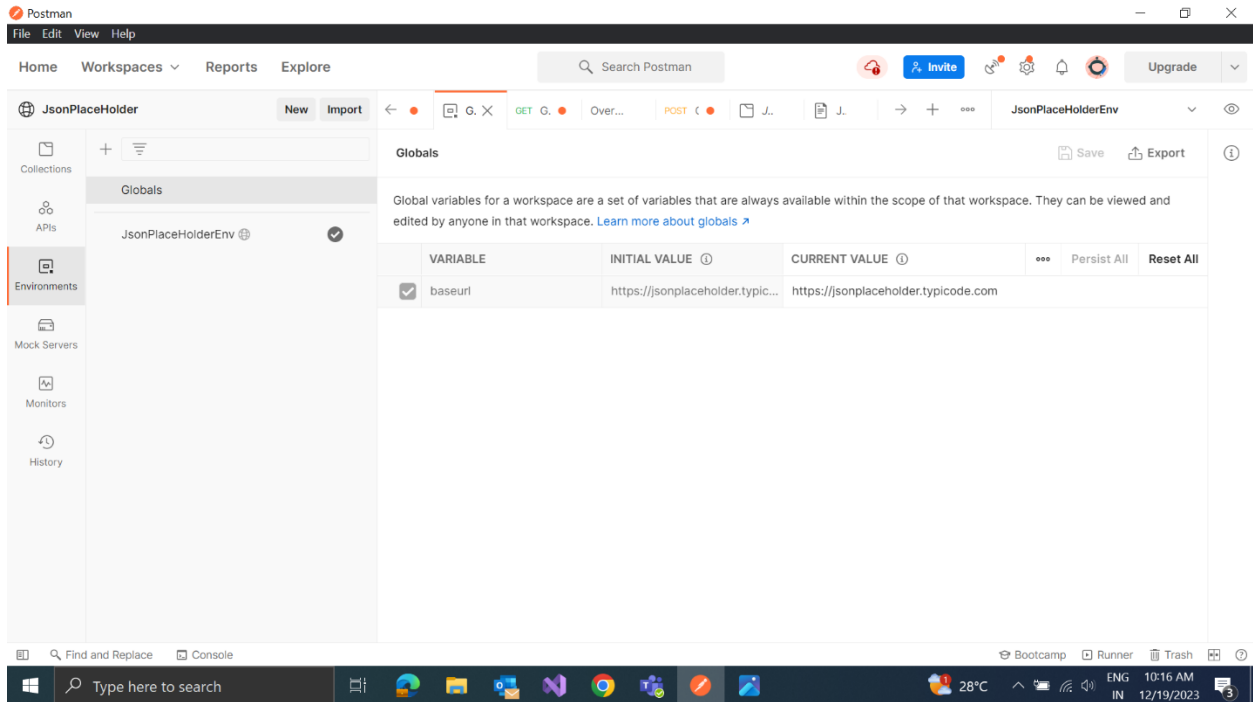 Postman
File Edit View Help
Home Workspaces Reports Explore Search Postman Invite Upgrade
JsonPlaceHolder New Import G. GET G. Over... POST ( J.. J.. JsonPlaceHolderEnv
Collections
APIs
Environments
Mock Servers
Monitors
History
Globals
JsonPlaceHolderEnv
Globals Save Export
Global variables for a workspace are a set of variables that are always available within the scope of that workspace. They can be viewed and
edited by anyone in that workspace. Learn more about globals
VARIABLE INITIAL VALUE CURRENT VALUE Persist All Reset All
baseurl https://jsonplaceholder.typic... https://jsonplaceholder.typicode.com
Find and Replace Console Bootcamp Runner Trash
Type here to search 1 28°C ENG 10:16 AM
IN 12/19/2023 3